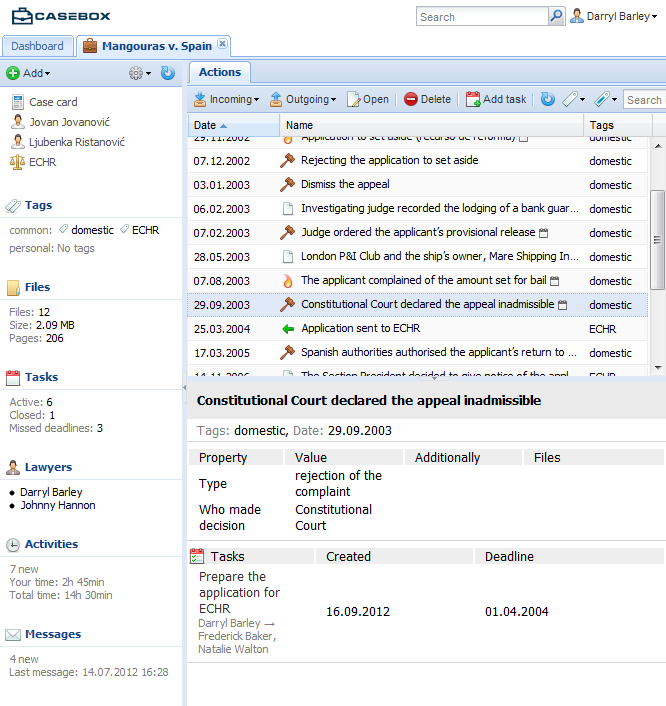 CASEBOX
Search
Darryl Barley
Dashboard
Mangouras v. Spain
Add
Case card
Jovan Jovanović
Ljubenka Ristanović
ECHR
Tags
common: domestic ECHR
personal: No tags
Files
Files: 12
Size: 2.09 MB
Pages: 206
Tasks
Active: 6
Closed: 1
Missed deadlines: 3
Lawyers
• Darryl Barley
• Johnny Hannon
Activities
7 new
Your time: 2h 45min
Total time: 14h 30min
Messages
4 new
Last message: 14.07.2012 16:28
Actions
Incoming Outgoing Open Delete Add task Search
Date Name Tags
29.11.2002 Application to set aside (recurso de reforma) domestic
07.12.2002 Rejecting the application to set aside domestic
03.01.2003 Dismiss the appeal domestic
06.02.2003 Investigating judge recorded the lodging of a bank guar... domestic
07.02.2003 Judge ordered the applicant's provisional release domestic
28.05.2003 London P&I Club and the ship's owner, Mare Shipping In... domestic
07.08.2003 The applicant complained of the amount set for bail domestic
29.09.2003 Constitutional Court declared the appeal inadmissible domestic
25.03.2004 Application sent to ECHR ECHR
17.03.2005 Spanish authorities authorised the applicant's return to ... domestic
14.11.2006 The Section President decided to give notice of the appl... ECHR
Constitutional Court declared the appeal inadmissible
Tags: domestic, Date: 29.09.2003
Property Value Additionally Files
Type rejection of the
complaint
Who made Constitutional
decision Court
Tasks Created Deadline
Prepare the
application for
ECHR 16.09.2012 01.04.2004
Darryl Barley →
Frederick Baker,
Natalie Walton